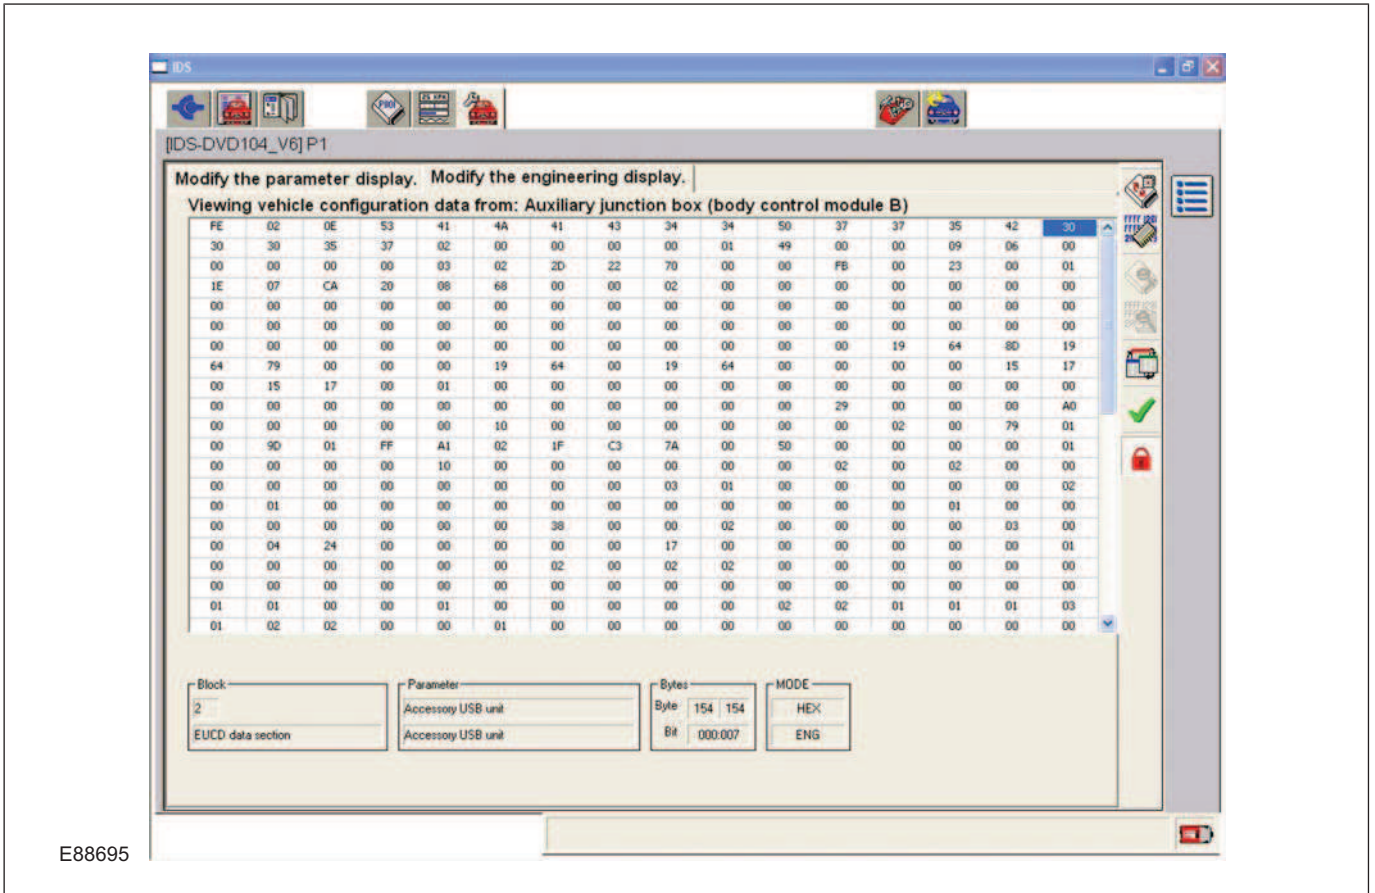 IDS
[IDS-DVD104_V6] P1
Modify the parameter display. Modify the engineering display.
Viewing vehicle configuration data from: Auxiliary junction box (body control module B)
FE 02 0E 53 41 4A 41 43 34 34 50 37 37 35 42 30
30 30 35 37 02 00 00 00 00 01 49 00 00 09 06 00
00 00 00 00 03 02 2D 22 70 00 00 FB 00 23 00 01
1E 07 CA 20 08 68 00 00 02 00 00 00 00 00 00 00
00 00 00 00 00 00 00 00 00 00 00 00 00 00 00 00
00 00 00 00 00 00 00 00 00 00 00 00 00 00 00 00
00 00 00 00 00 00 00 00 00 00 00 00 19 64 8D 19
64 79 00 00 00 19 64 00 19 64 00 00 00 00 15 17
00 15 17 00 01 00 00 00 00 00 00 00 00 00 00 00
00 00 00 00 00 00 00 00 00 00 00 29 00 00 00 A0
00 00 00 00 00 10 00 00 00 00 00 00 02 00 79 01
00 9D 01 FF A1 02 1F C3 7A 00 50 00 00 00 00 01
00 00 00 00 10 00 00 00 00 00 00 02 00 02 00 00
00 00 00 00 00 00 00 00 03 01 00 00 00 00 00 02
00 01 00 00 00 00 00 00 00 00 00 00 00 01 00 00
00 00 00 00 00 00 38 00 00 02 00 00 00 00 03 00
00 04 24 00 00 00 00 00 17 00 00 00 00 00 00 01
00 00 00 00 00 00 02 00 02 02 00 00 00 00 00 00
00 00 00 00 00 00 00 00 00 00 00 00 00 00 00 00
01 01 00 00 01 00 00 00 00 00 02 02 01 01 01 03
01 02 02 00 00 01 00 00 00 00 00 00 00 00 00 00
Block
2
EUCD data section
Parameter
Accessory USB unit
Accessory USB unit
Bytes
Byte 154 154
Bit 000:007
MODE
HEX
ENG
E88695